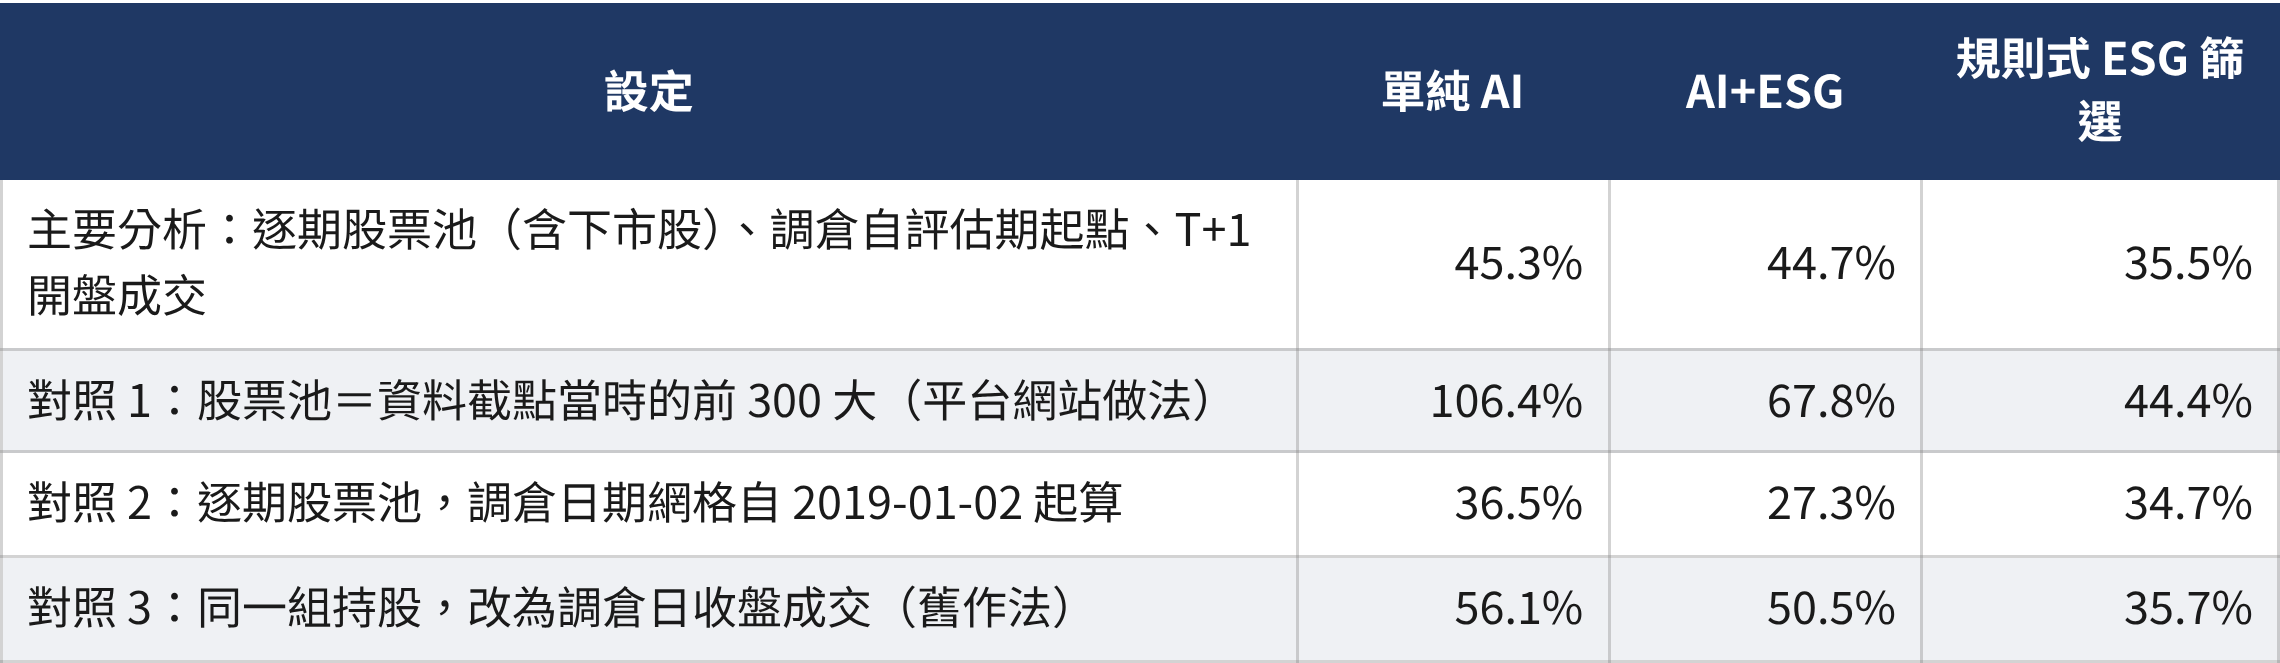 設定
單純 AI
AI+ESG
規則式 ESG 篩
選
主要分析：逐期股票池（含下市股）、調倉自評估期起點、T+1
開盤成交
45.3%
44.7%
35.5%
對照 1：股票池＝資料截點當時的前 300 大（平台網站做法）
106.4%
67.8%
44.4%
對照 2：逐期股票池，調倉日期網格自 2019-01-02 起算
36.5%
27.3%
34.7%
對照 3：同一組持股，改為調倉日收盤成交（舊作法）
56.1%
50.5%
35.7%